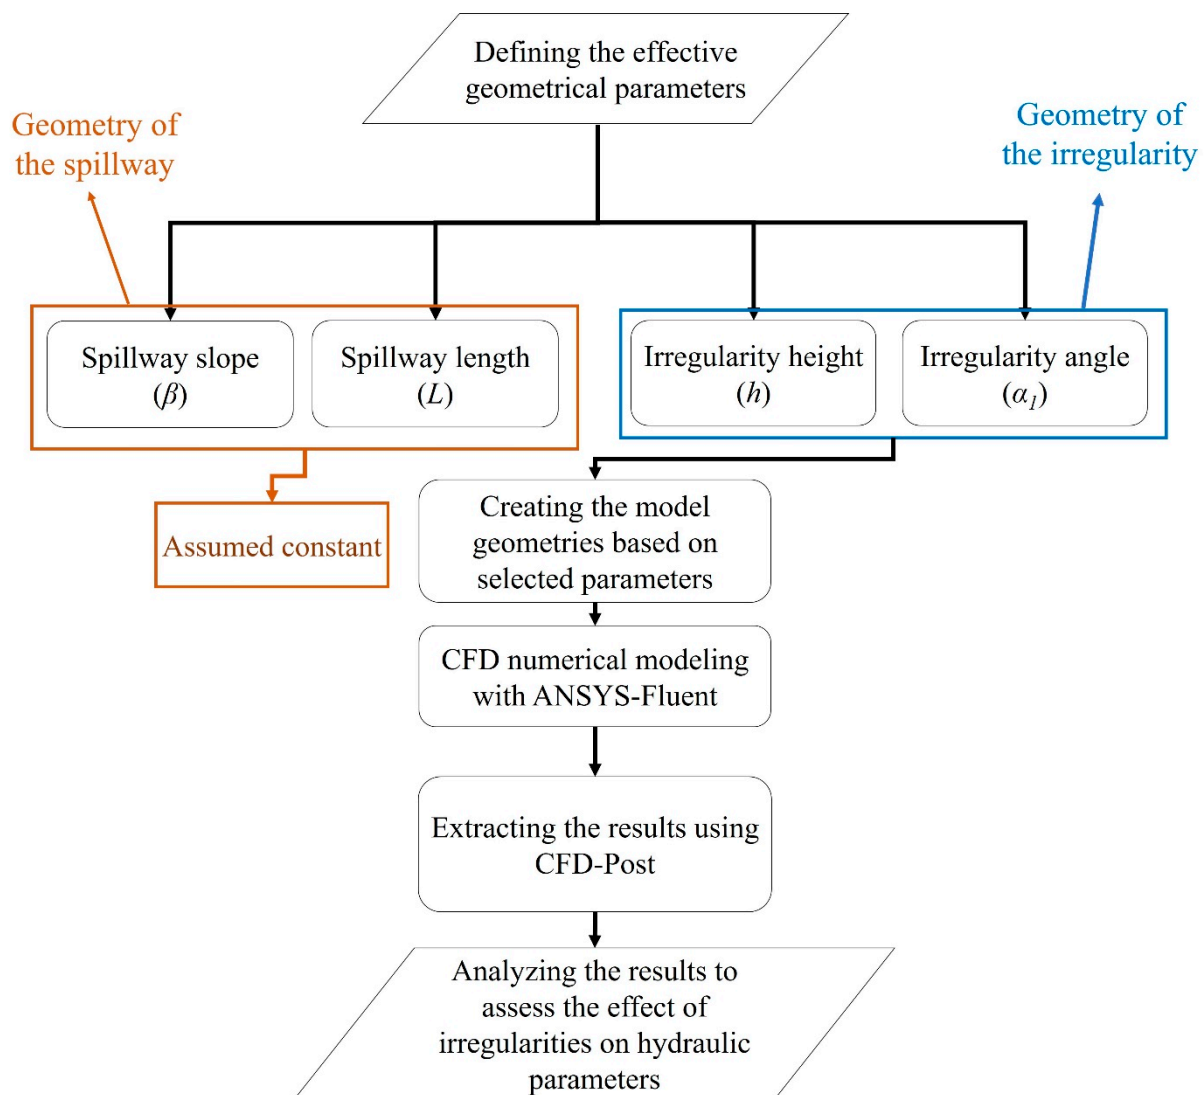 Defining the effective
geometrical parameters
Geometry of
the spillway
Geometry of
the irregularity
Spillway slope
(β)
Spillway length
(L)
Irregularity height
(h)
Irregularity angle
(α₁)
Assumed constant
Creating the model
geometries based on
selected parameters
CFD numerical modeling
with ANSYS-Fluent
Extracting the results using
CFD-Post
Analyzing the results to
assess the effect of
irregularities on hydraulic
parameters